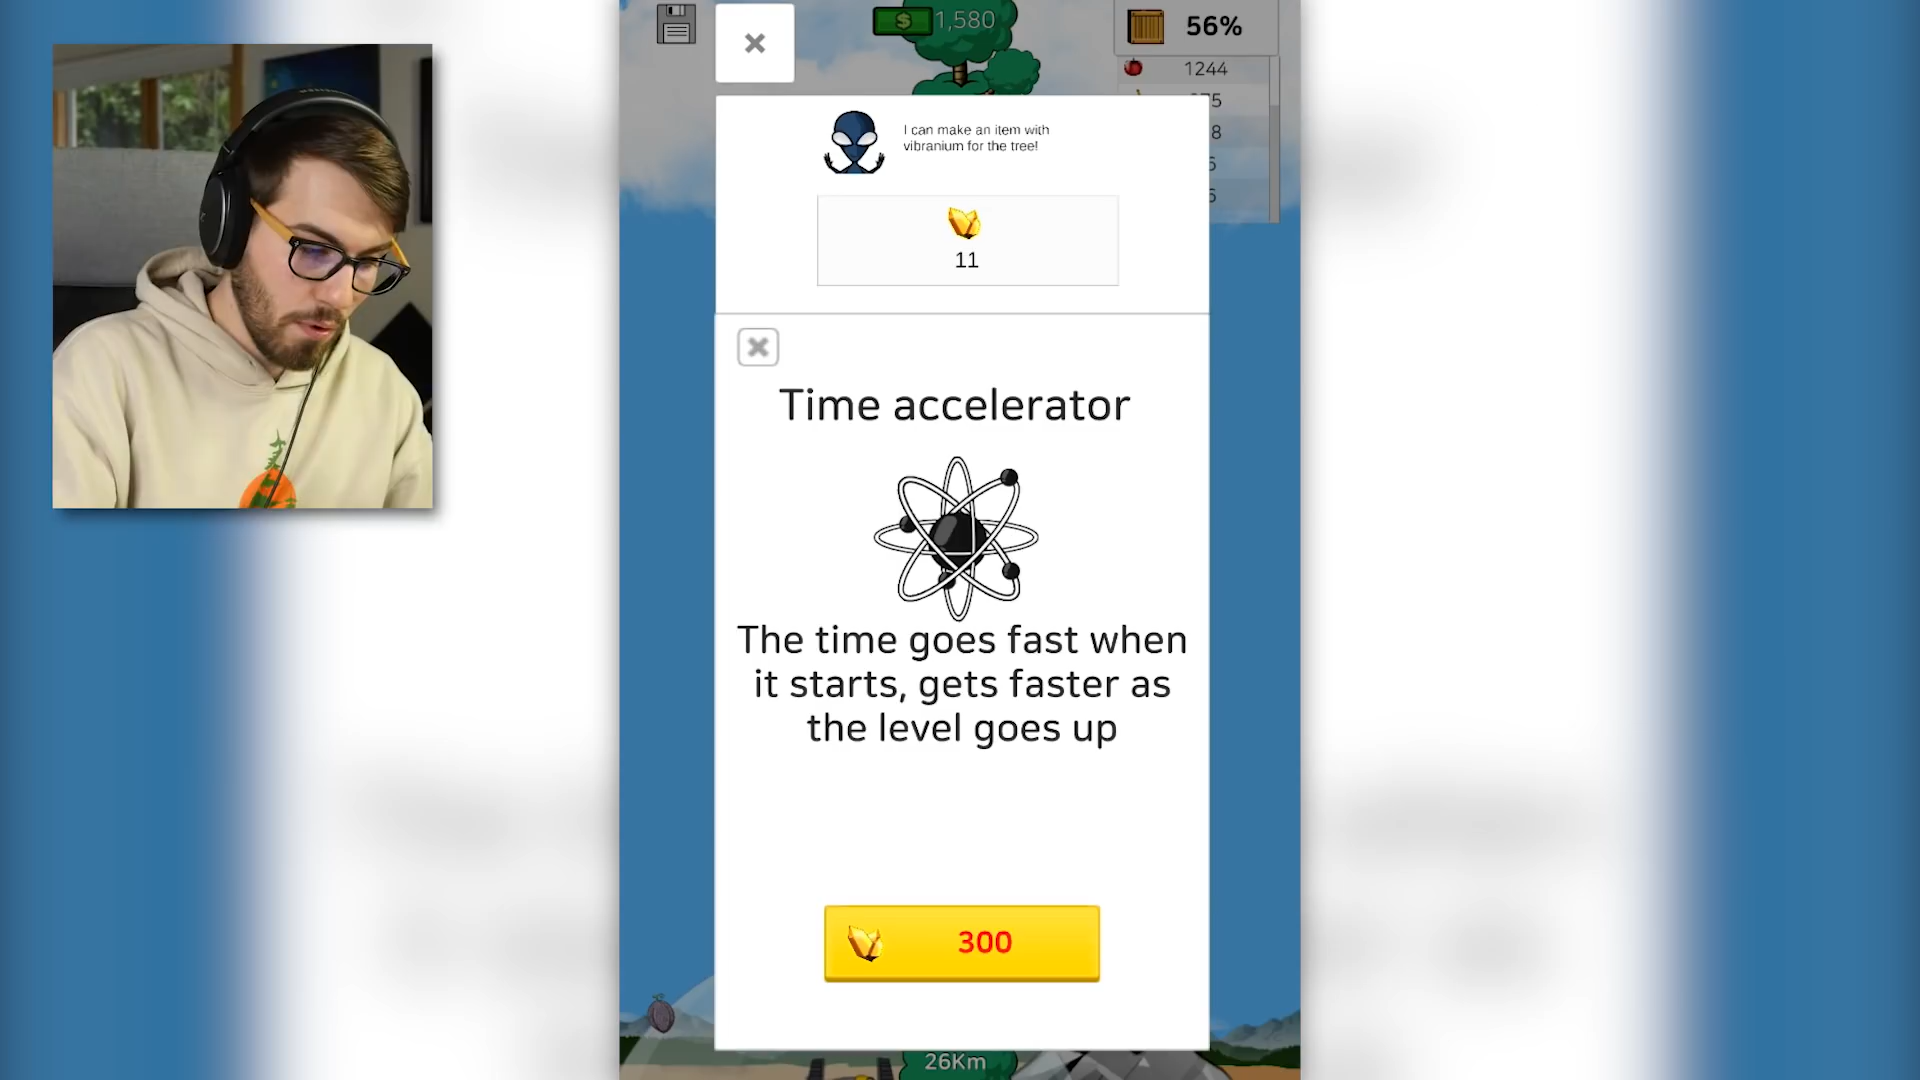 1,580
56%
1244
I can make an item with
vibranium for the tree!
11
Time accelerator
The time goes fast when
it starts, gets faster as
the level goes up
300
26Km